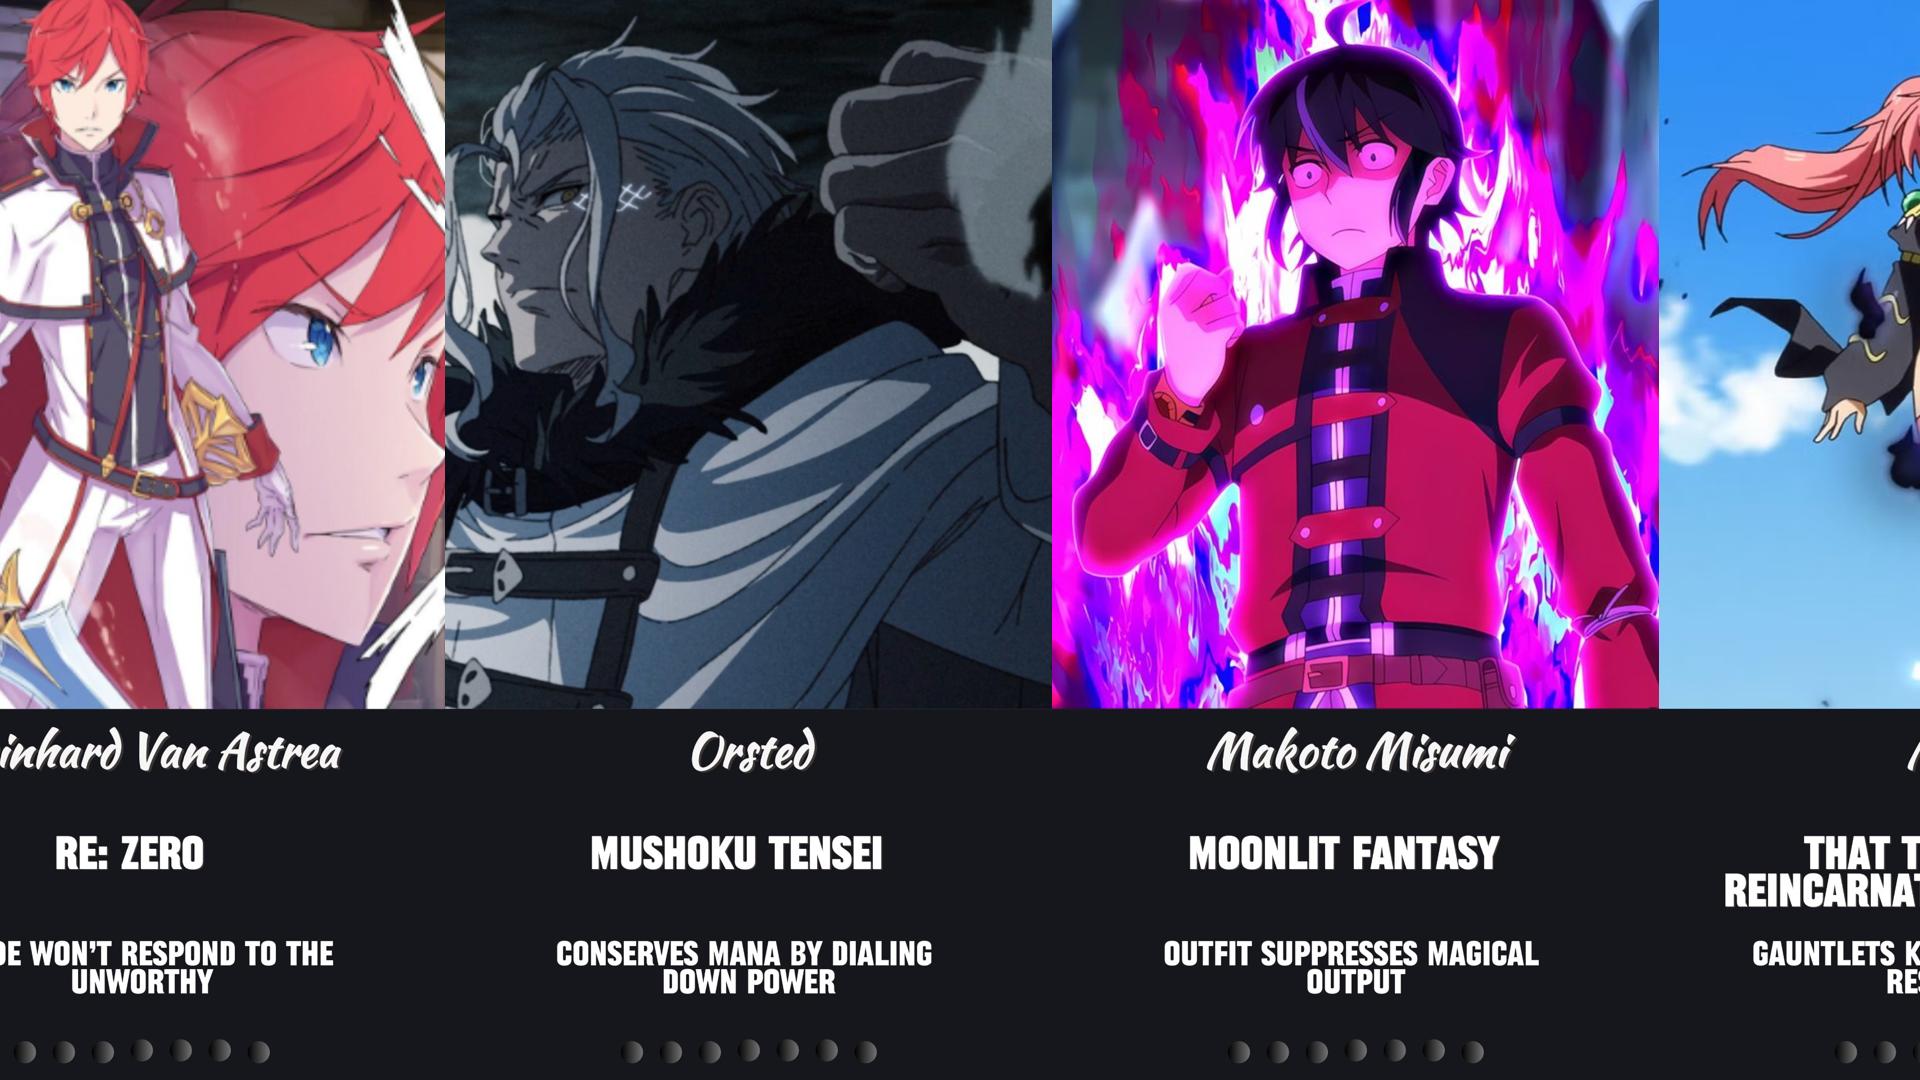 inhard Van Astrea
RE: ZERO
DE WON'T RESPOND TO THE
UNWORTHY
Orsted
MUSHOKU TENSEI
CONSERVES MANA BY DIALING
DOWN POWER
Makoto Misumi
MOONLIT FANTASY
OUTFIT SUPPRESSES MAGICAL
OUTPUT
THAT T
REINCARNAT
GAUNTLETS K
RES